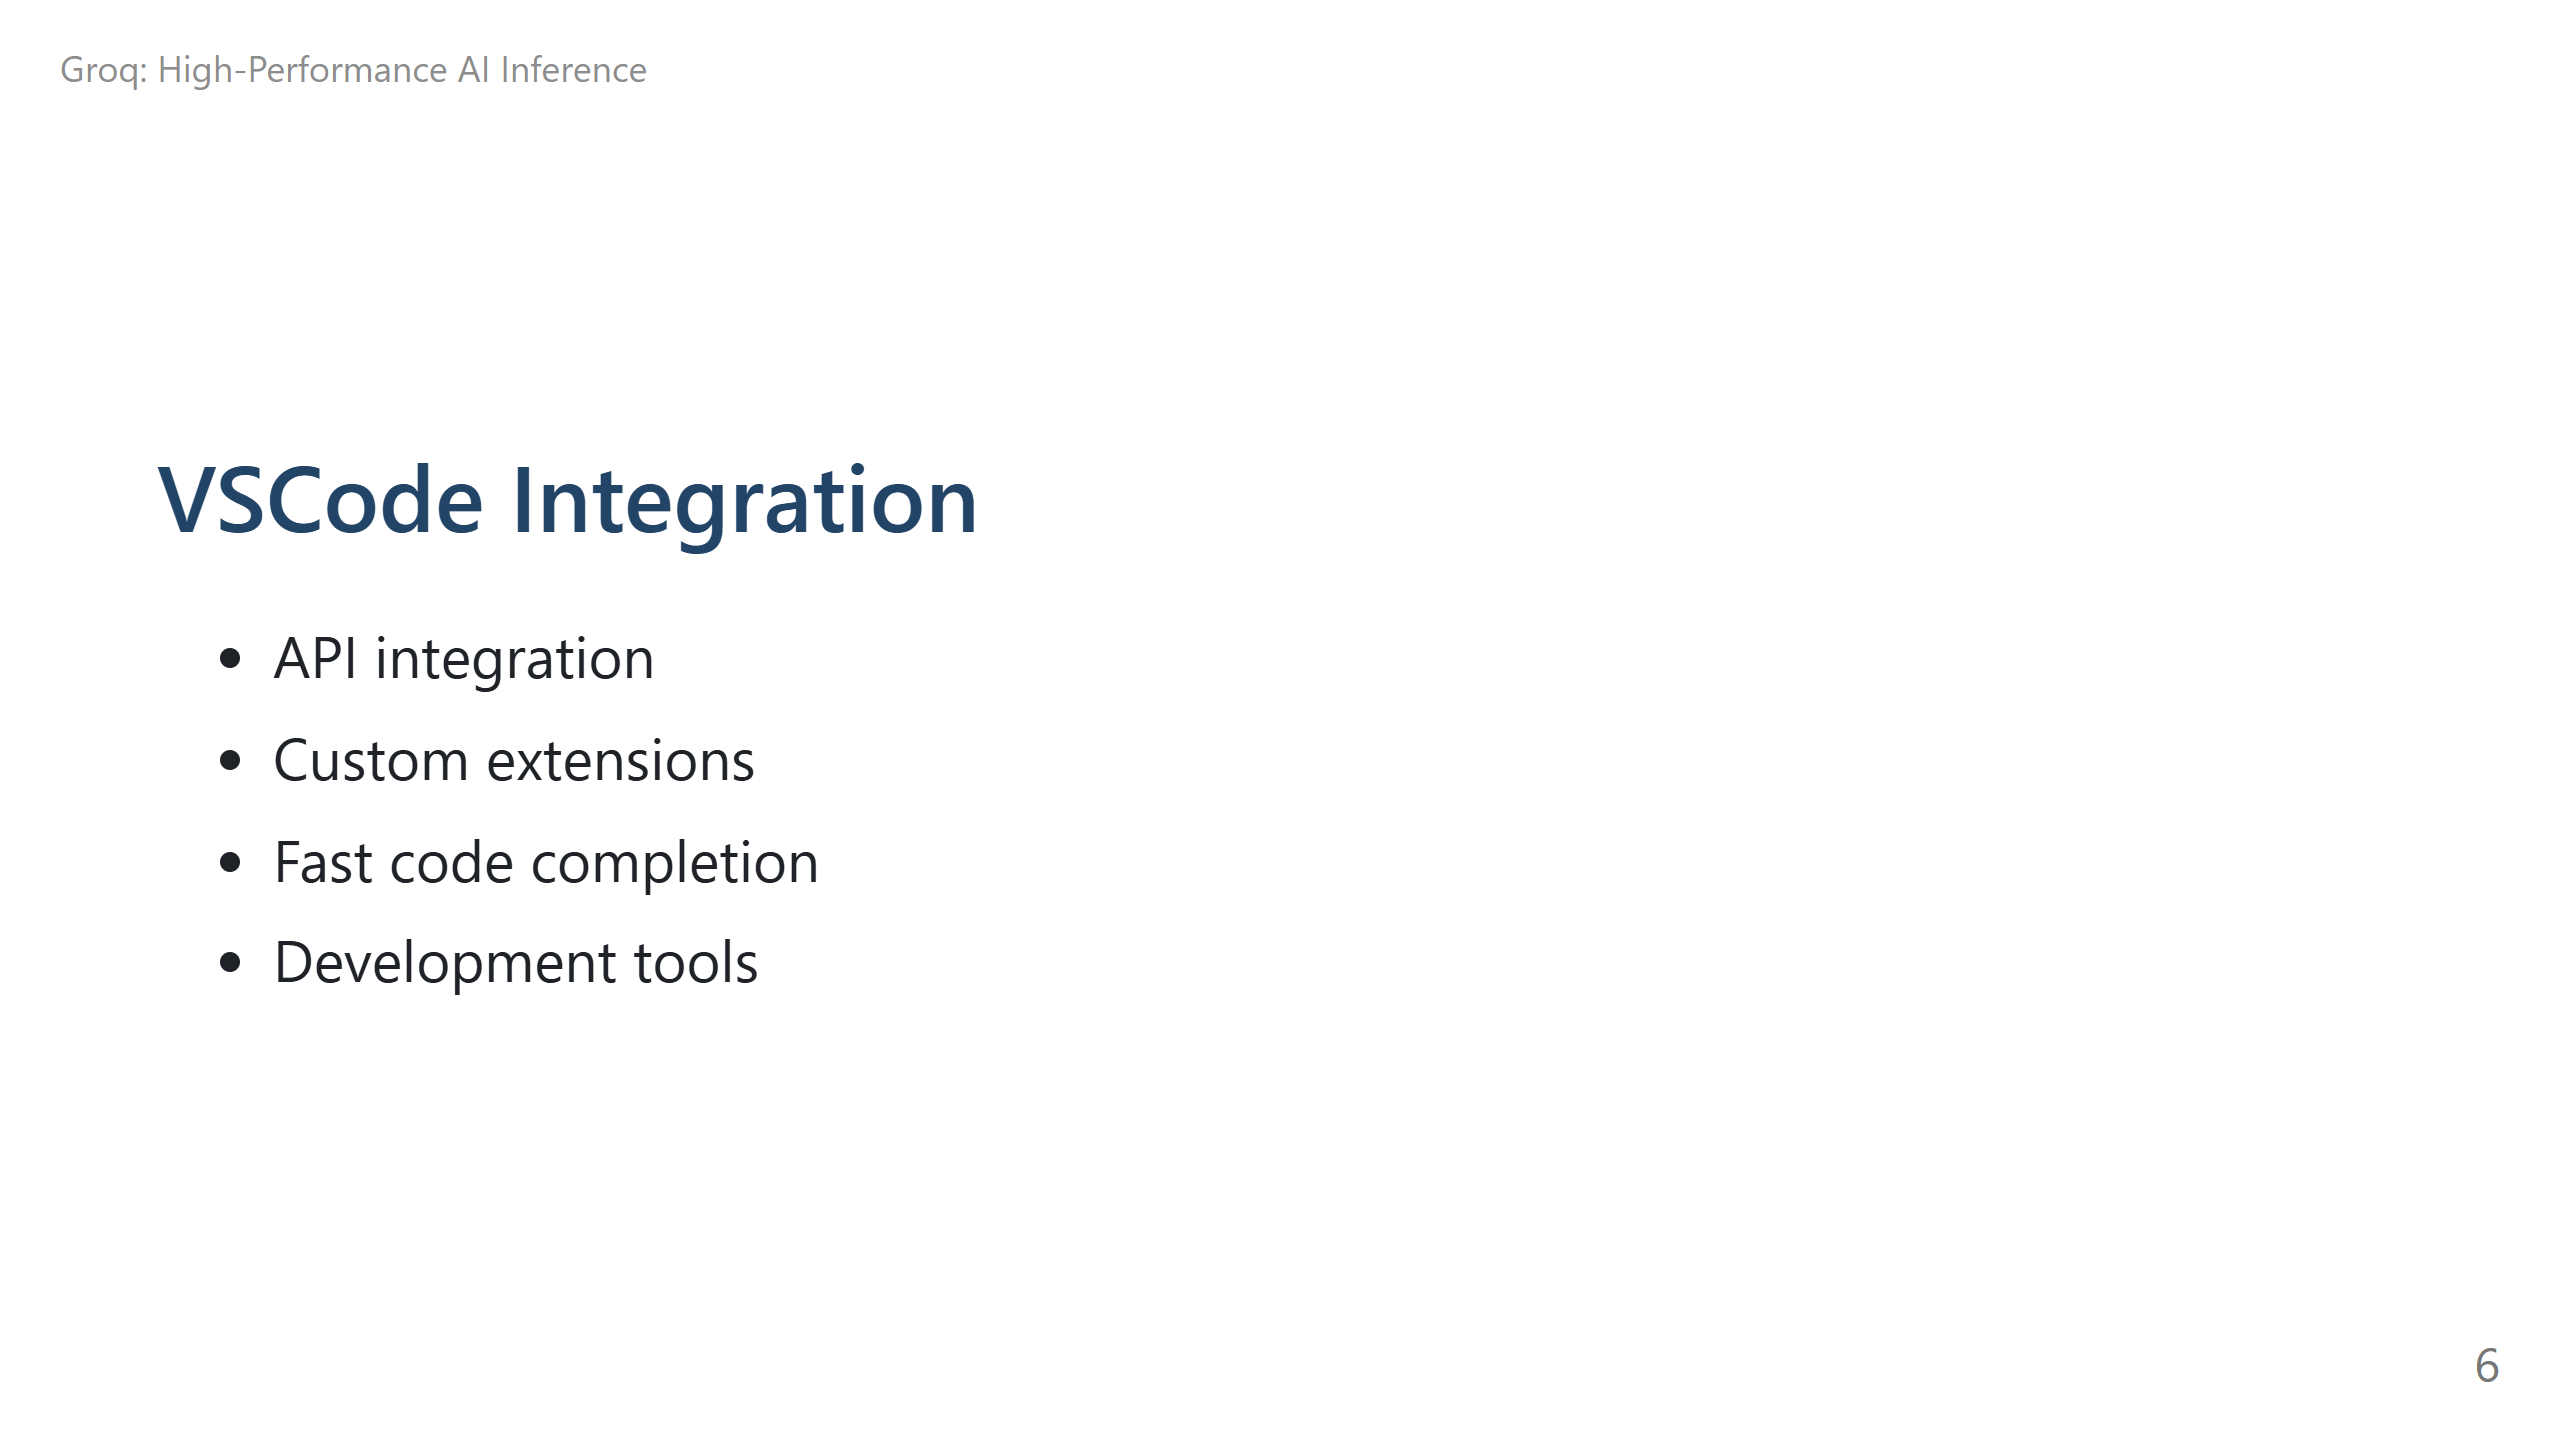 Groq: High-Performance AI Inference
VSCode Integration
• API integration
• Custom extensions
• Fast code completion
• Development tools
6